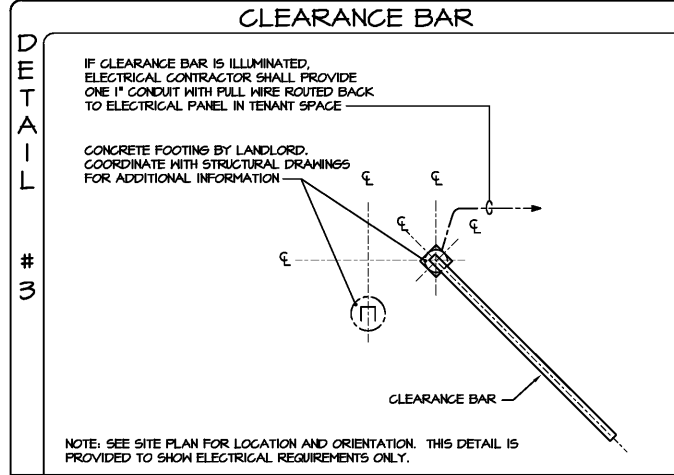 CLEARANCE BAR
DETAIL #3
IF CLEARANCE BAR IS ILLUMINATED,
ELECTRICAL CONTRACTOR SHALL PROVIDE
ONE 1" CONDUIT WITH PULL WIRE ROUTED BACK
TO ELECTRICAL PANEL IN TENANT SPACE
CONCRETE FOOTING BY LANDLORD.
COORDINATE WITH STRUCTURAL DRAWINGS
FOR ADDITIONAL INFORMATION
℄
℄
℄
℄
℄
CLEARANCE BAR
NOTE: SEE SITE PLAN FOR LOCATION AND ORIENTATION. THIS DETAIL IS
PROVIDED TO SHOW ELECTRICAL REQUIREMENTS ONLY.